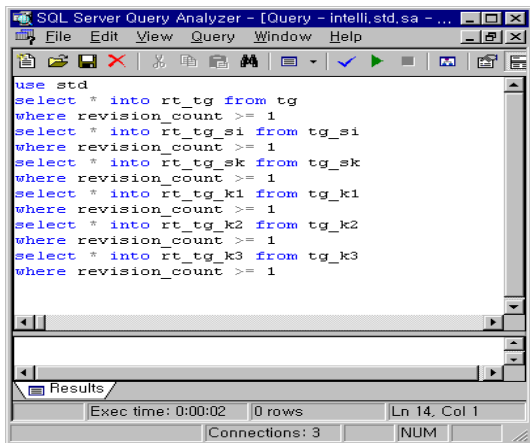 SQL Server Query Analyzer - [Query - intelli,std,sa - ...
File Edit View Query Window Help
use std
select * into rt_tg from tg
where revision_count >= 1
select * into rt_tg_si from tg_si
where revision_count >= 1
select * into rt_tg_sk from tg_sk
where revision_count >= 1
select * into rt_tg_k1 from tg_k1
where revision_count >= 1
select * into rt_tg_k2 from tg_k2
where revision_count >= 1
select * into rt_tg_k3 from tg_k3
where revision_count >= 1
Results
Exec time: 0:00:02 0 rows Ln 14, Col 1
Connections: 3 NUM